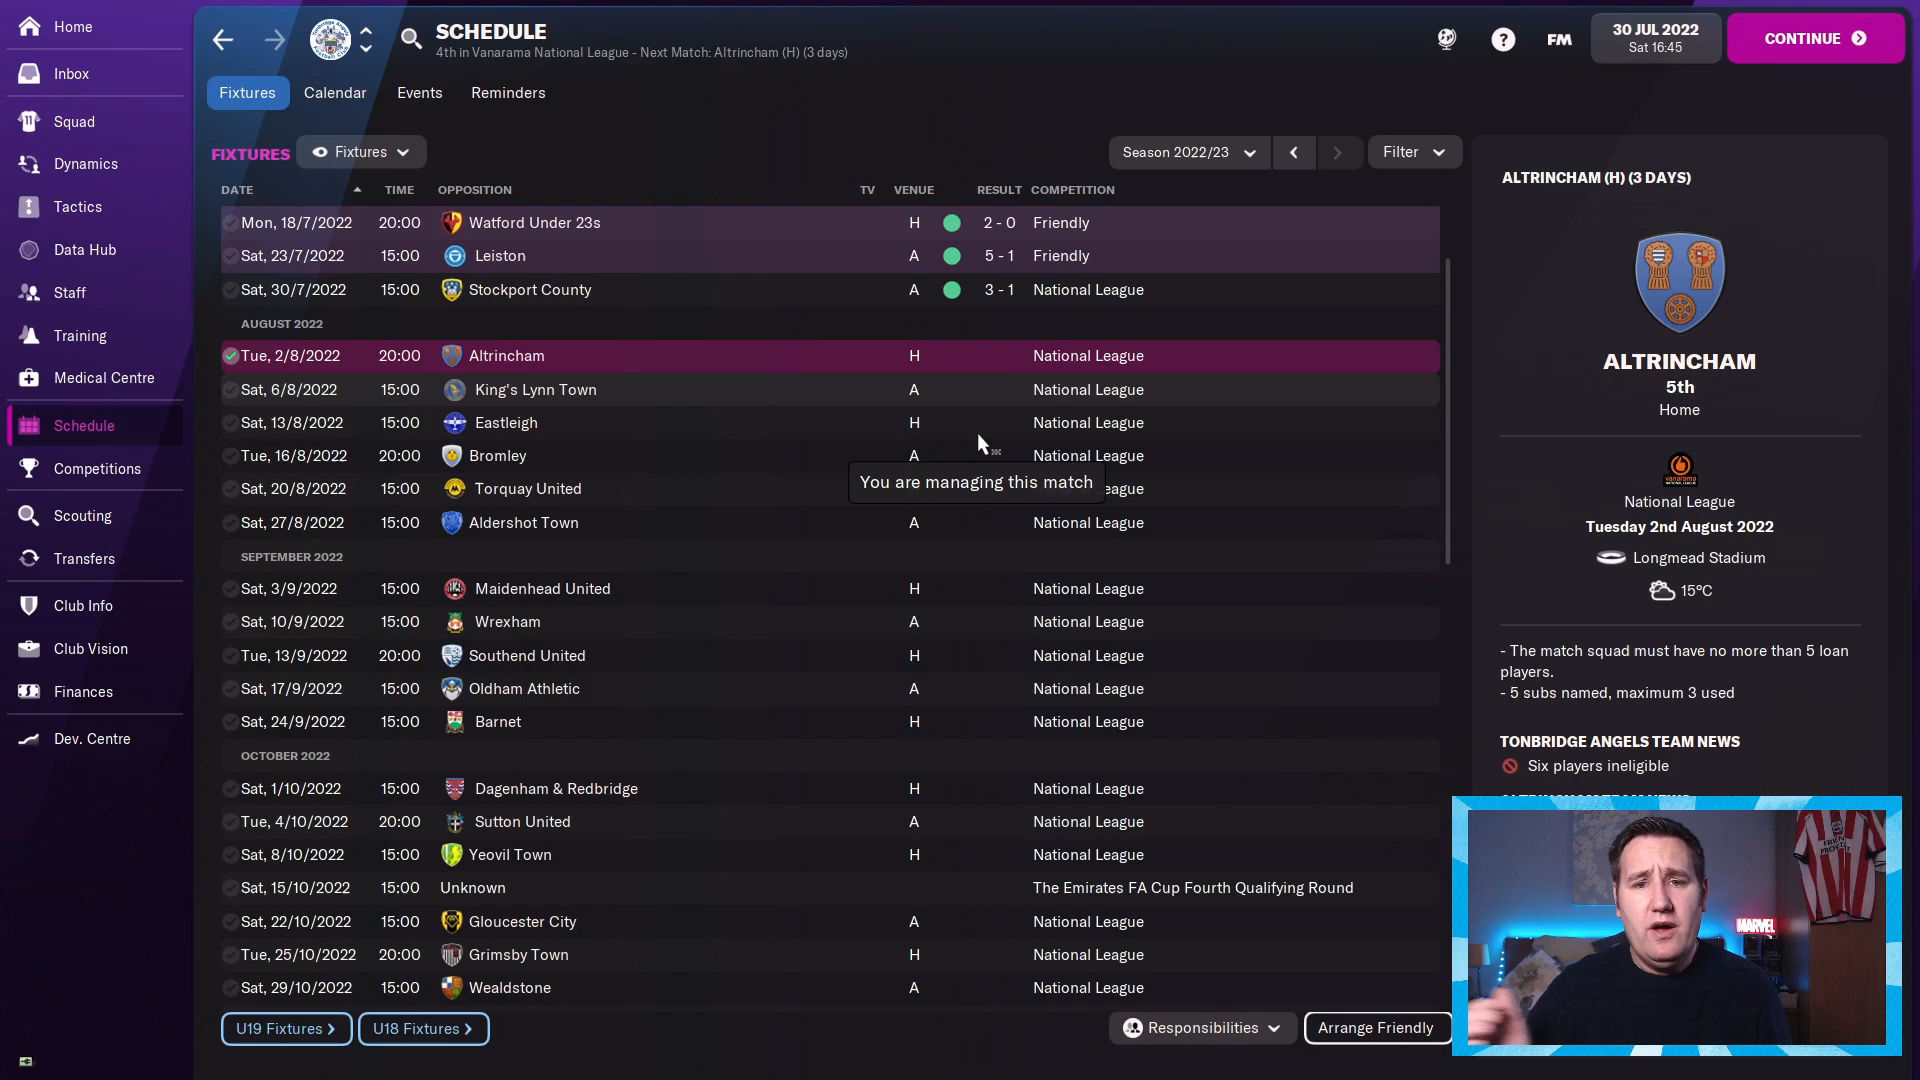 Home
Inbox
Squad
Dynamics
Tactics
Data Hub
Staff
Training
Medical Centre
Schedule
Competitions
Scouting
Transfers
Club Info
Club Vision
Finances
Dev. Centre
SCHEDULE
4th in Vanarama National League - Next Match: Altrincham (H) (3 days)
FM
30 JUL 2022
Sat 16:45
CONTINUE
Fixtures Calendar Events Reminders
FIXTURES Fixtures Season 2022/23 Filter
DATE TIME OPPOSITION TV VENUE RESULT COMPETITION
Mon, 18/7/2022 20:00 Watford Under 23s H 2 - 0 Friendly
Sat, 23/7/2022 15:00 Leiston A 5 - 1 Friendly
Sat, 30/7/2022 15:00 Stockport County A 3 - 1 National League
AUGUST 2022
Tue, 2/8/2022 20:00 Altrincham H National League
Sat, 6/8/2022 15:00 King's Lynn Town A National League
Sat, 13/8/2022 15:00 Eastleigh H National League
Tue, 16/8/2022 20:00 Bromley A National League
You are managing this match
Sat, 20/8/2022 15:00 Torquay United eague
Sat, 27/8/2022 15:00 Aldershot Town A National League
SEPTEMBER 2022
Sat, 3/9/2022 15:00 Maidenhead United H National League
Sat, 10/9/2022 15:00 Wrexham A National League
Tue, 13/9/2022 20:00 Southend United H National League
Sat, 17/9/2022 15:00 Oldham Athletic A National League
Sat, 24/9/2022 15:00 Barnet H National League
OCTOBER 2022
Sat, 1/10/2022 15:00 Dagenham & Redbridge H National League
Tue, 4/10/2022 20:00 Sutton United A National League
Sat, 8/10/2022 15:00 Yeovil Town H National League
Sat, 15/10/2022 15:00 Unknown The Emirates FA Cup Fourth Qualifying Round
Sat, 22/10/2022 15:00 Gloucester City A National League
Tue, 25/10/2022 20:00 Grimsby Town H National League
Sat, 29/10/2022 15:00 Wealdstone A National League
U19 Fixtures U18 Fixtures Responsibilities Arrange Friendly
ALTRINCHAM (H) (3 DAYS)
ALTRINCHAM
5th
Home
National League
Tuesday 2nd August 2022
Longmead Stadium
15°C
- The match squad must have no more than 5 loan
players.
- 5 subs named, maximum 3 used
TONBRIDGE ANGELS TEAM NEWS
Six players ineligible
MARVEL